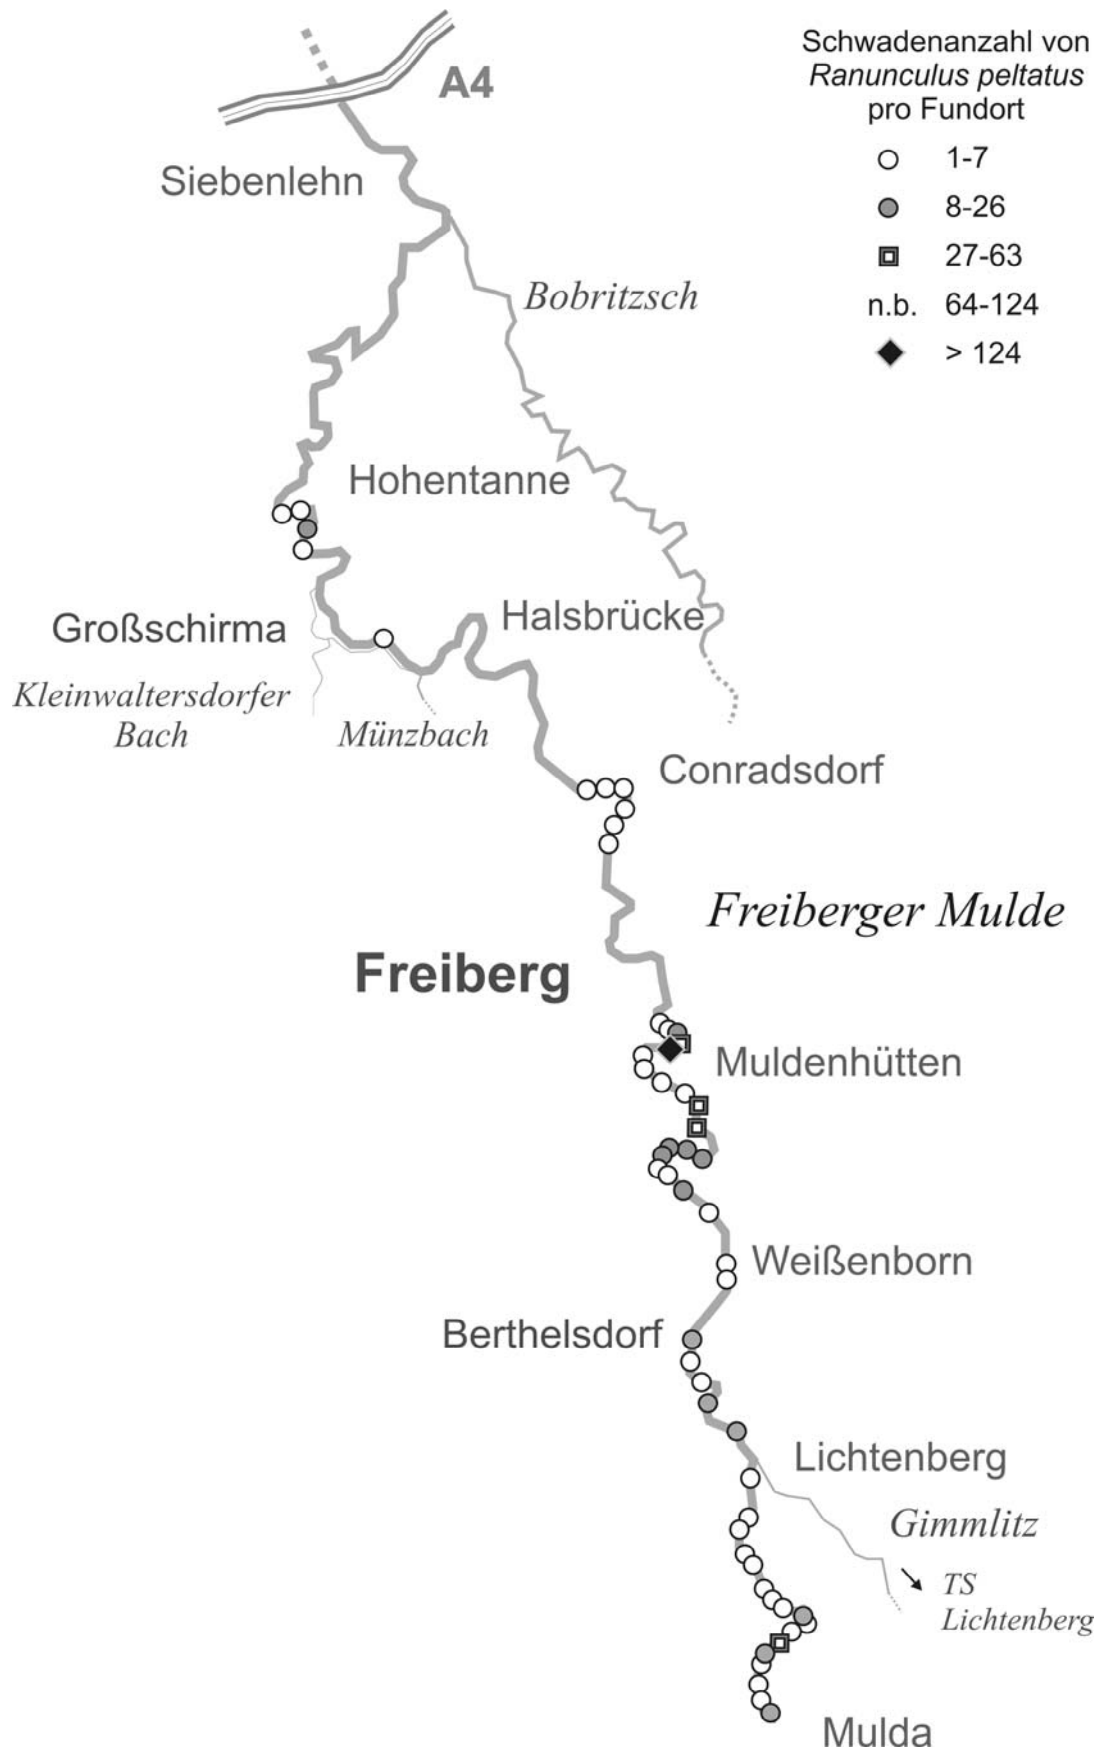 Schwadenanzahl von
Ranunculus peltatus
pro Fundort
1-7
8-26
27-63
n.b. 64-124
> 124
A4
Siebenlehn
Bobritzsch
Hohentanne
Halsbrücke
Großschirma
Kleinwaltersdorfer
Bach
Münzbach
Conradsdorf
Freiberger Mulde
Freiberg
Muldenhütten
Weißenborn
Berthelsdorf
Lichtenberg
Gimmlitz
TS
Lichtenberg
Mulda